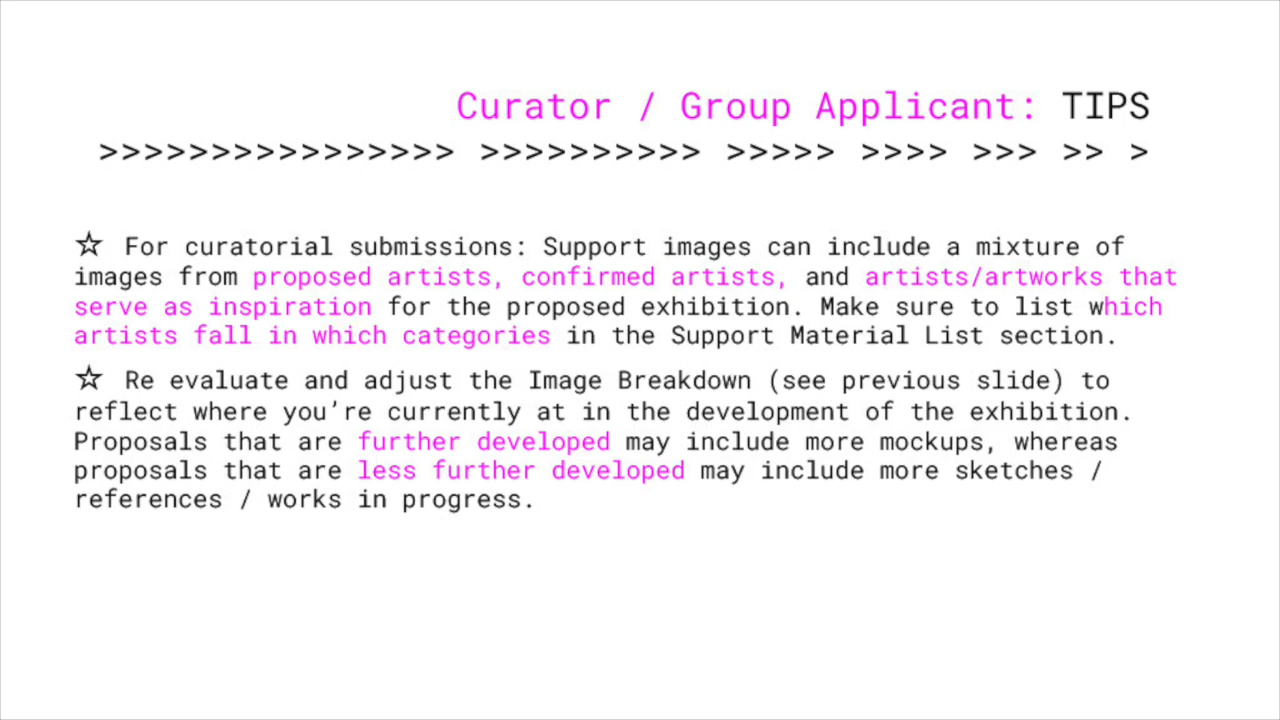 Curator / Group Applicant: TIPS
>>>>>>>>>>>>>>>> >>>>>>>>>> >>>>> >>>> >>> >> >
☆ For curatorial submissions: Support images can include a mixture of
images from proposed artists, confirmed artists, and artists/artworks that
serve as inspiration for the proposed exhibition. Make sure to list which
artists fall in which categories in the Support Material List section.
☆ Re evaluate and adjust the Image Breakdown (see previous slide) to
reflect where you’re currently at in the development of the exhibition.
Proposals that are further developed may include more mockups, whereas
proposals that are less further developed may include more sketches /
references / works in progress.